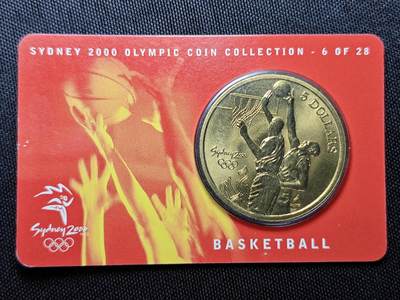 SYDNEY 2000 OLYMPIC COIN COLLECTION - 6 OF 28
5 DOLLARS
Sydney 2000
Sydney 2000
BASKETBALL